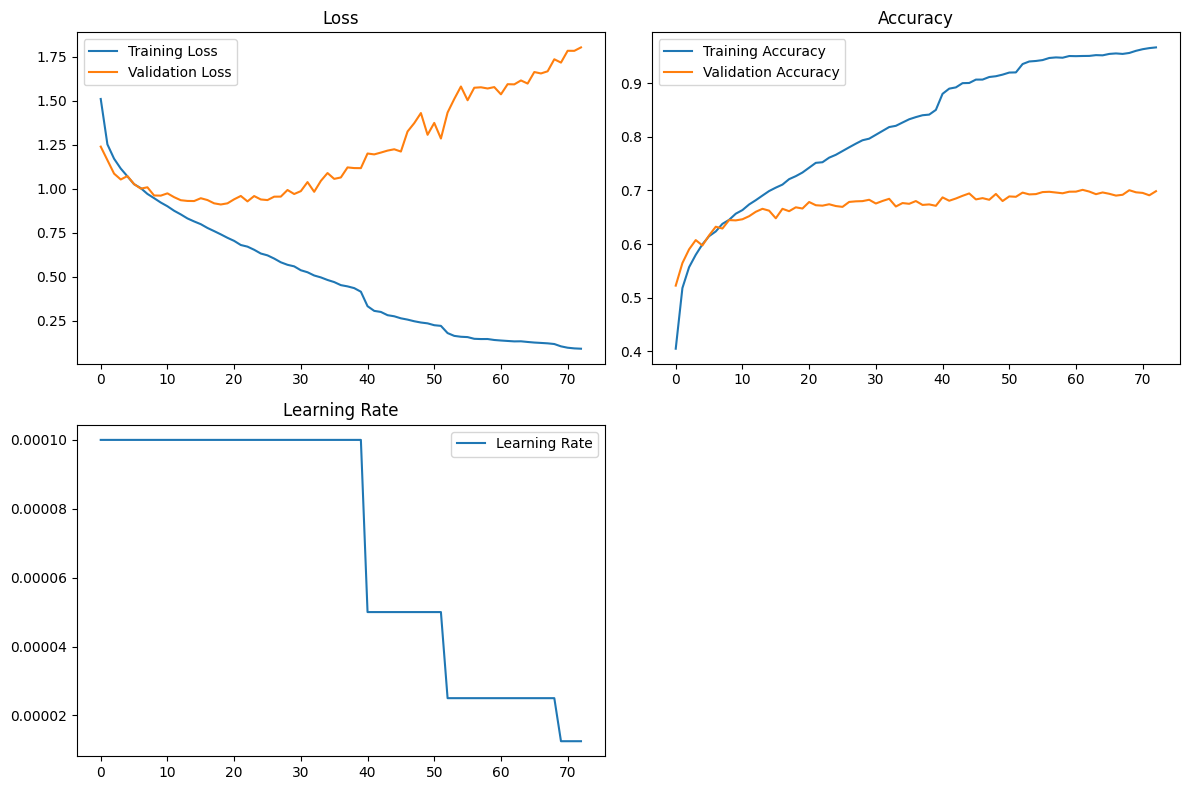 Loss
Training Loss
Validation Loss
1.75
1.50
1.25
1.00
0.75
0.50
0.25
0 10 20 30 40 50 60 70
Accuracy
Training Accuracy
Validation Accuracy
0.9
0.8
0.7
0.6
0.5
0.4
0 10 20 30 40 50 60 70
Learning Rate
Learning Rate
0.00010
0.00008
0.00006
0.00004
0.00002
0 10 20 30 40 50 60 70